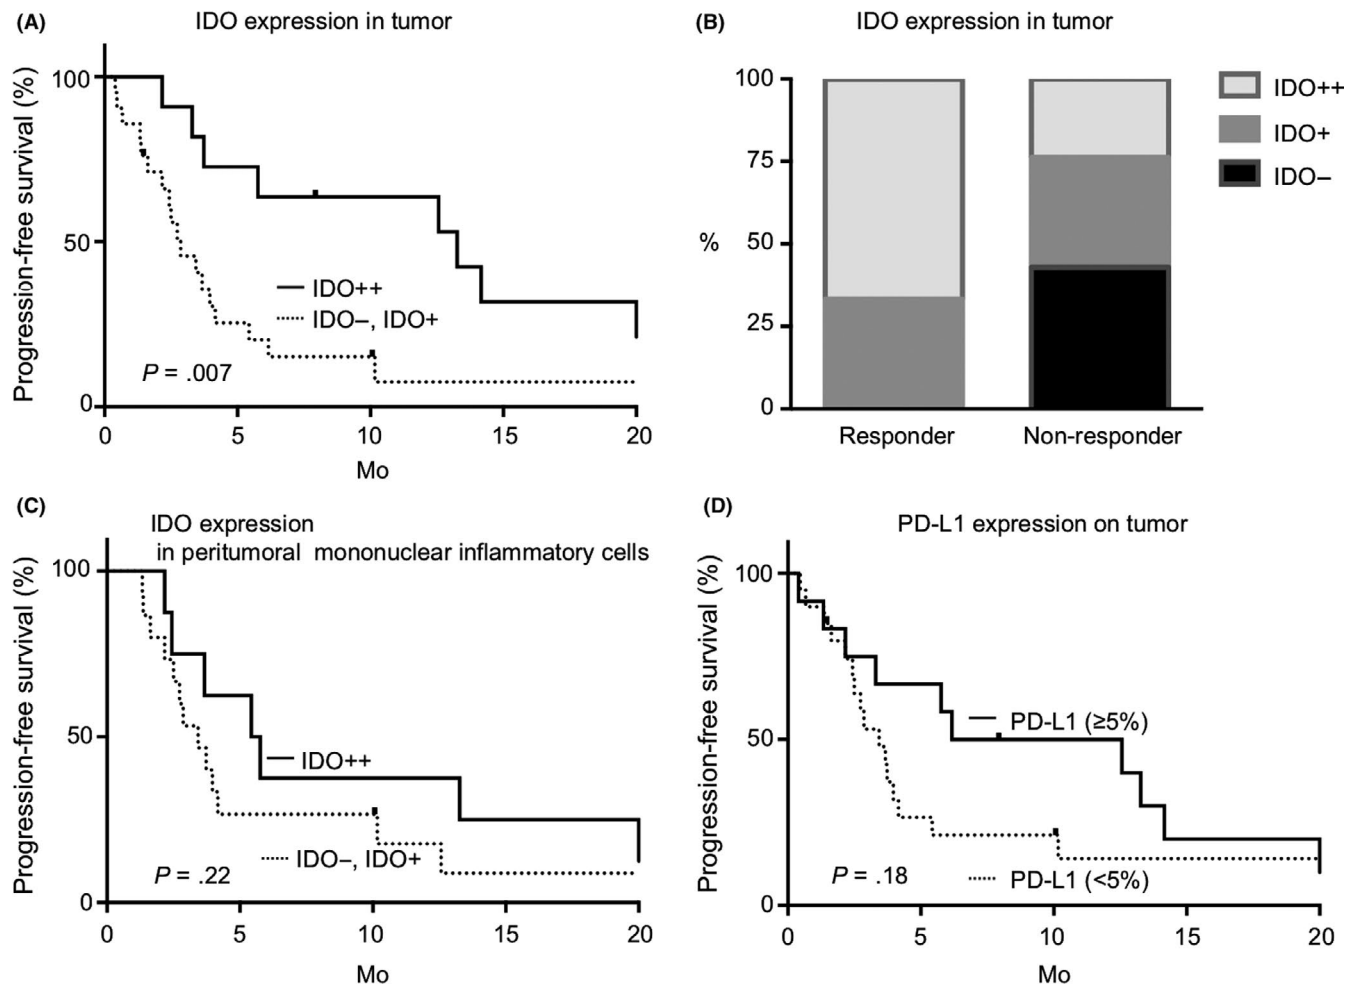 (A)
IDO expression in tumor
Progression-free survival (%)
100
50
0
IDO++
IDO–, IDO+
P = .007
0 5 10 15 20
Mo
(B)
IDO expression in tumor
%
100
75
50
25
0
Responder Non-responder
IDO++
IDO+
IDO–
(C)
IDO expression
in peritumoral mononuclear inflammatory cells
Progression-free survival (%)
100
50
0
IDO++
IDO–, IDO+
P = .22
0 5 10 15 20
Mo
(D)
PD-L1 expression on tumor
Progression-free survival (%)
100
50
0
PD-L1 (≥5%)
P = .18
PD-L1 (<5%)
0 5 10 15 20
Mo